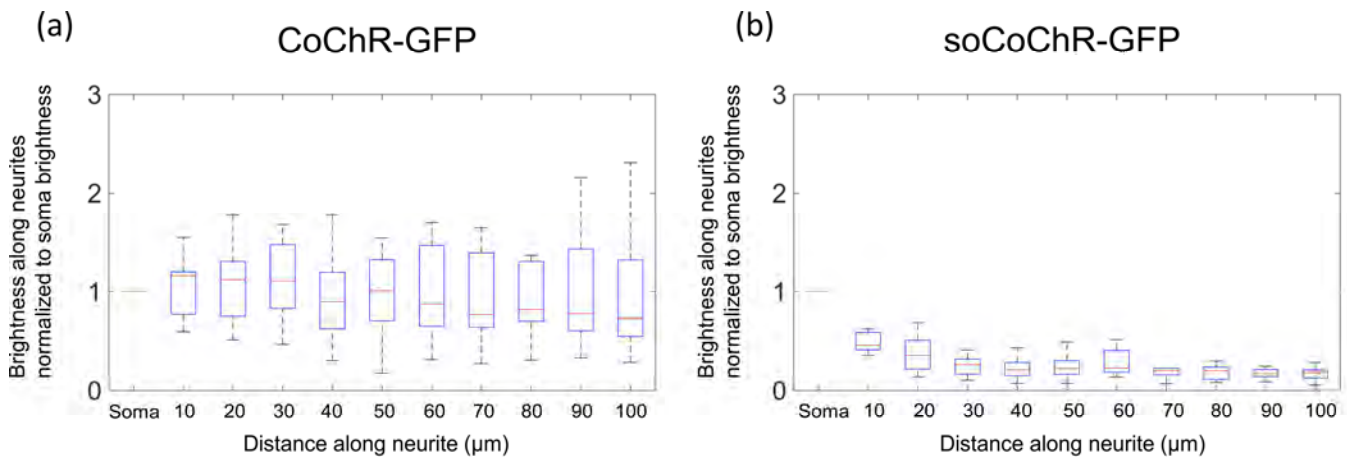 (a)
CoChR-GFP
Brightness along neurites
normalized to soma brightness
3
2
1
0
Soma 10 20 30 40 50 60 70 80 90 100
Distance along neurite (μm)
(b)
soCoChR-GFP
Brightness along neurites
normalized to soma brightness
3
2
1
0
Soma 10 20 30 40 50 60 70 80 90 100
Distance along neurite (μm)